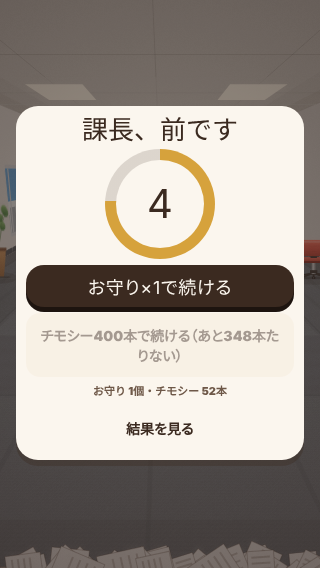 課長、前です
4
お守り×1で続ける
チモシー400本で続ける（あと348本た
りない）
お守り 1個・チモシー 52本
結果を見る